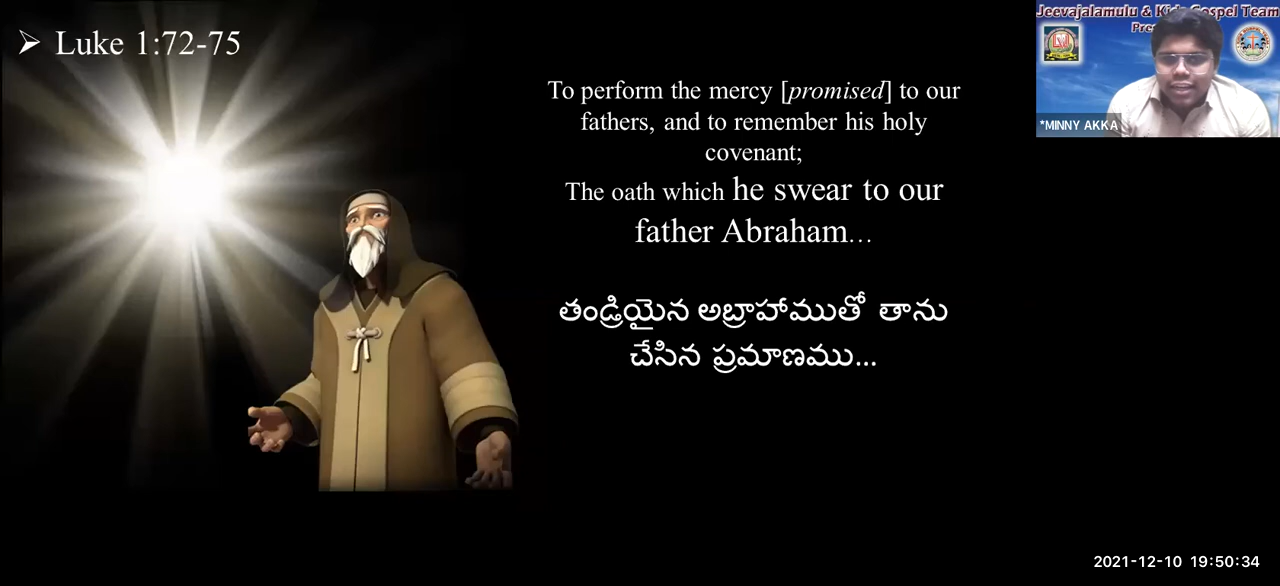 ➢ Luke 1:72-75
To perform the mercy [promised] to our
fathers, and to remember his holy
covenant;
The oath which he swear to our
father Abraham…
తండ్రియైన అబ్రాహాముతో తాను
చేసిన ప్రమాణము...
Jeevajalamulu & Kids Gospel Team
*MINNY AKKA
2021-12-10 19:50:34